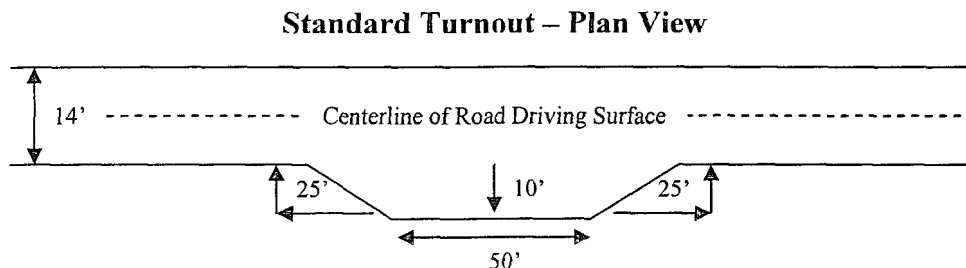 Standard Turnout – Plan View
14’
Centerline of Road Driving Surface
25’
10’
25’
50’